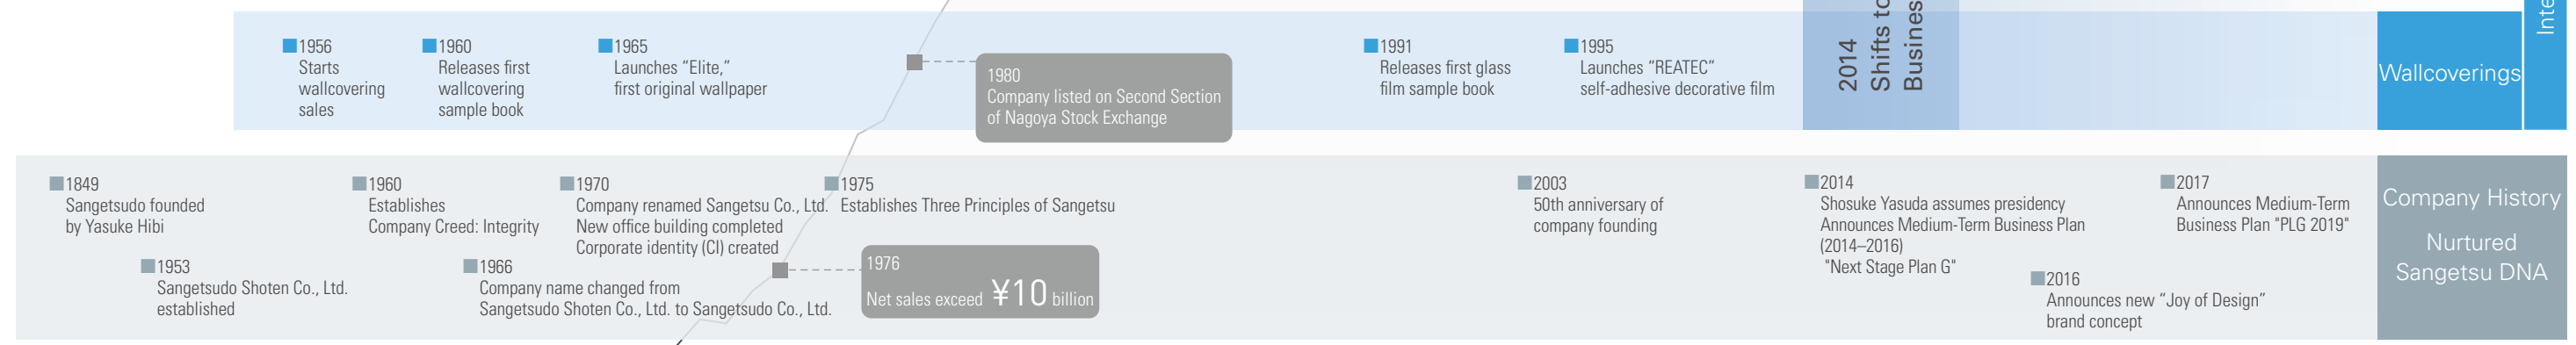 1956
Starts
wallcovering
sales
1960
Releases first
wallcovering
sample book
1965
Launches “Elite,”
first original wallpaper
1980
Company listed on Second Section
of Nagoya Stock Exchange
1991
Releases first glass
film sample book
1995
Launches “REATEC”
self-adhesive decorative film
2014
Shifts to
Wallcoverings
1849
Sangetsudo founded
by Yasuke Hibi
1953
Sangetsudo Shoten Co., Ltd.
established
1960
Establishes
Company Creed: Integrity
1966
Company name changed from
Sangetsudo Shoten Co., Ltd. to Sangetsudo Co., Ltd.
1970
Company renamed Sangetsu Co., Ltd.
New office building completed
Corporate identity (CI) created
1975
Establishes Three Principles of Sangetsu
1976
Net sales exceed ¥10 billion
2003
50th anniversary of
company founding
2014
Shosuke Yasuda assumes presidency
Announces Medium-Term Business Plan
(2014–2016)
"Next Stage Plan G"
2016
Announces new “Joy of Design”
brand concept
2017
Announces Medium-Term
Business Plan "PLG 2019"
Company History
Nurtured
Sangetsu DNA